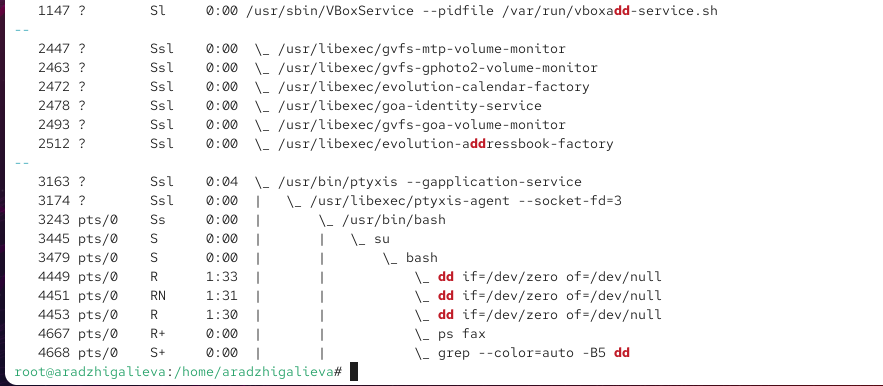 1147 ?        Sl     0:00 /usr/sbin/VBoxService --pidfile /var/run/vboxadd-service.sh
--
2447 ?        Ssl    0:00  \_ /usr/libexec/gvfs-mtp-volume-monitor
2463 ?        Ssl    0:00  \_ /usr/libexec/gvfs-gphoto2-volume-monitor
2472 ?        Ssl    0:00  \_ /usr/libexec/evolution-calendar-factory
2478 ?        Ssl    0:00  \_ /usr/libexec/goa-identity-service
2493 ?        Ssl    0:00  \_ /usr/libexec/gvfs-goa-volume-monitor
2512 ?        Ssl    0:00  \_ /usr/libexec/evolution-addressbook-factory
--
3163 ?        Ssl    0:04  \_ /usr/bin/ptyxis --gapplication-service
3174 ?        Ssl    0:00  |   \_ /usr/libexec/ptyxis-agent --socket-fd=3
3243 pts/0    Ss     0:00  |       \_ /usr/bin/bash
3445 pts/0    S      0:00  |       |   \_ su
3479 pts/0    S      0:00  |       |       \_ bash
4449 pts/0    R      1:33  |       |           \_ dd if=/dev/zero of=/dev/null
4451 pts/0    RN     1:31  |       |           \_ dd if=/dev/zero of=/dev/null
4453 pts/0    R      1:30  |       |           \_ dd if=/dev/zero of=/dev/null
4667 pts/0    R+     0:00  |       |           \_ ps fax
4668 pts/0    S+     0:00  |       |           \_ grep --color=auto -B5 dd
root@aradzhigalieva:/home/aradzhigalieva#